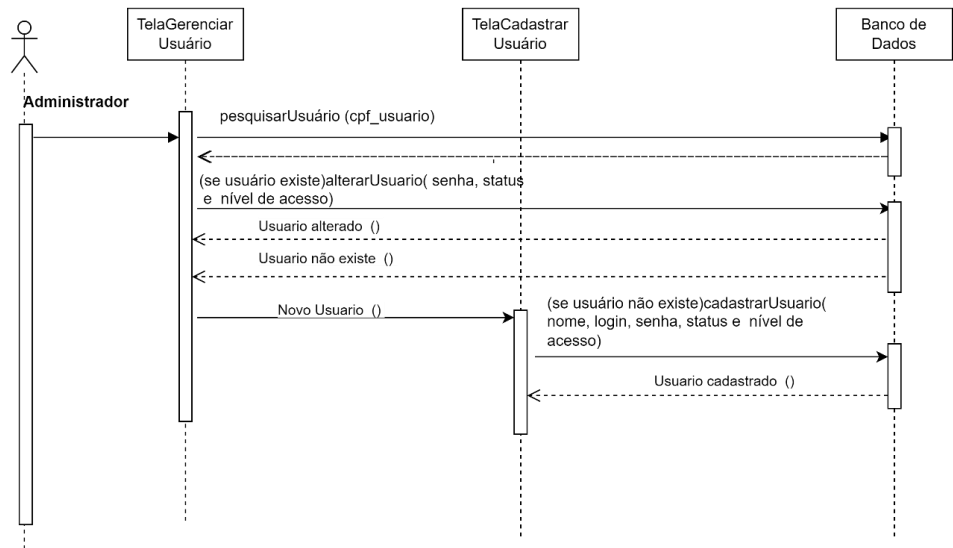 TelaGerenciar
Usuário
TelaCadastrar
Usuário
Banco de
Dados
Administrador
pesquisarUsuário (cpf_usuario)
(se usuário existe)alterarUsuario( senha, status
e nível de acesso)
Usuario alterado ()
Usuario não existe ()
Novo Usuario ()
(se usuário não existe)cadastrarUsuario(
nome, login, senha, status e nível de
acesso)
Usuario cadastrado ()